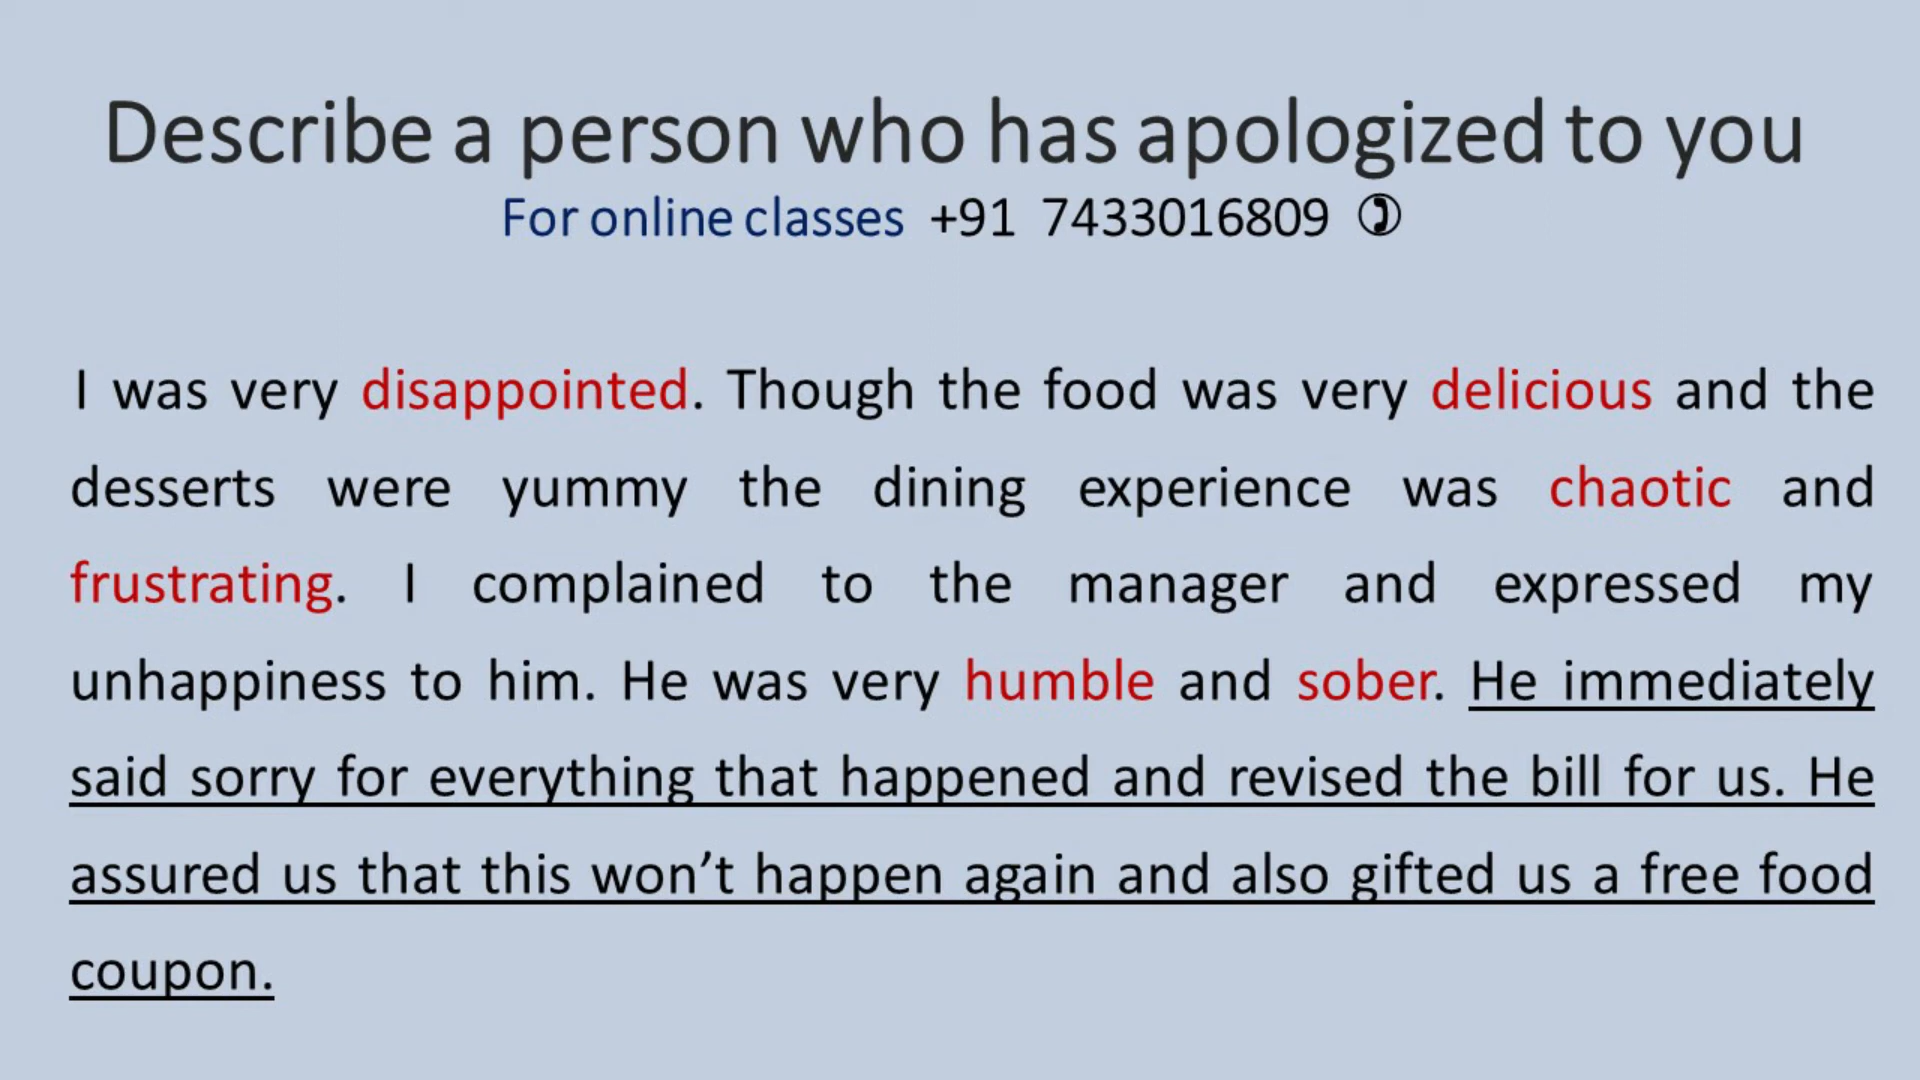 Describe a person who has apologized to you
For online classes +91 7433016809 ✆
I was very disappointed. Though the food was very delicious and the
desserts were yummy the dining experience was chaotic and
frustrating. I complained to the manager and expressed my
unhappiness to him. He was very humble and sober. He immediately
said sorry for everything that happened and revised the bill for us. He
assured us that this won’t happen again and also gifted us a free food
coupon.